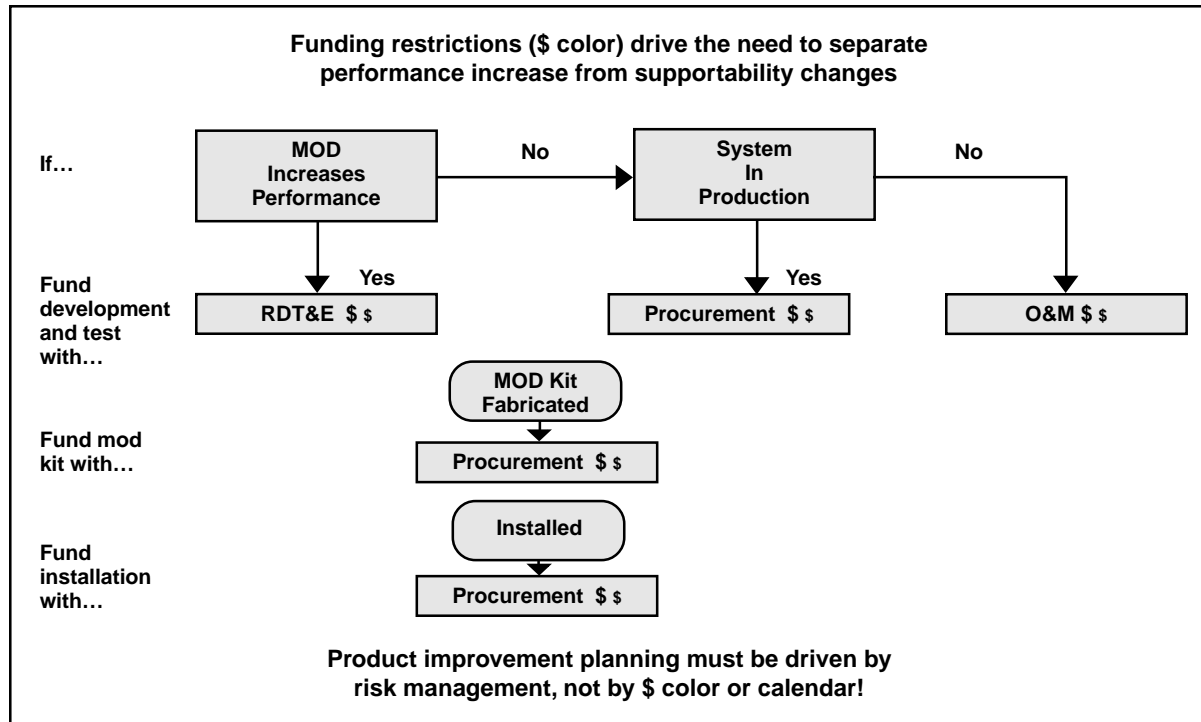 Funding restrictions ($ color) drive the need to separate
performance increase from supportability changes
If…
MOD
Increases
Performance
No
System
In
Production
No
Fund
development
and test
with…
Yes
RDT&E $ $
Yes
Procurement $ $
O&M $ $
MOD Kit
Fabricated
Fund mod
kit with…
Procurement $ $
Installed
Fund
installation
with…
Procurement $ $
Product improvement planning must be driven by
risk management, not by $ color or calendar!